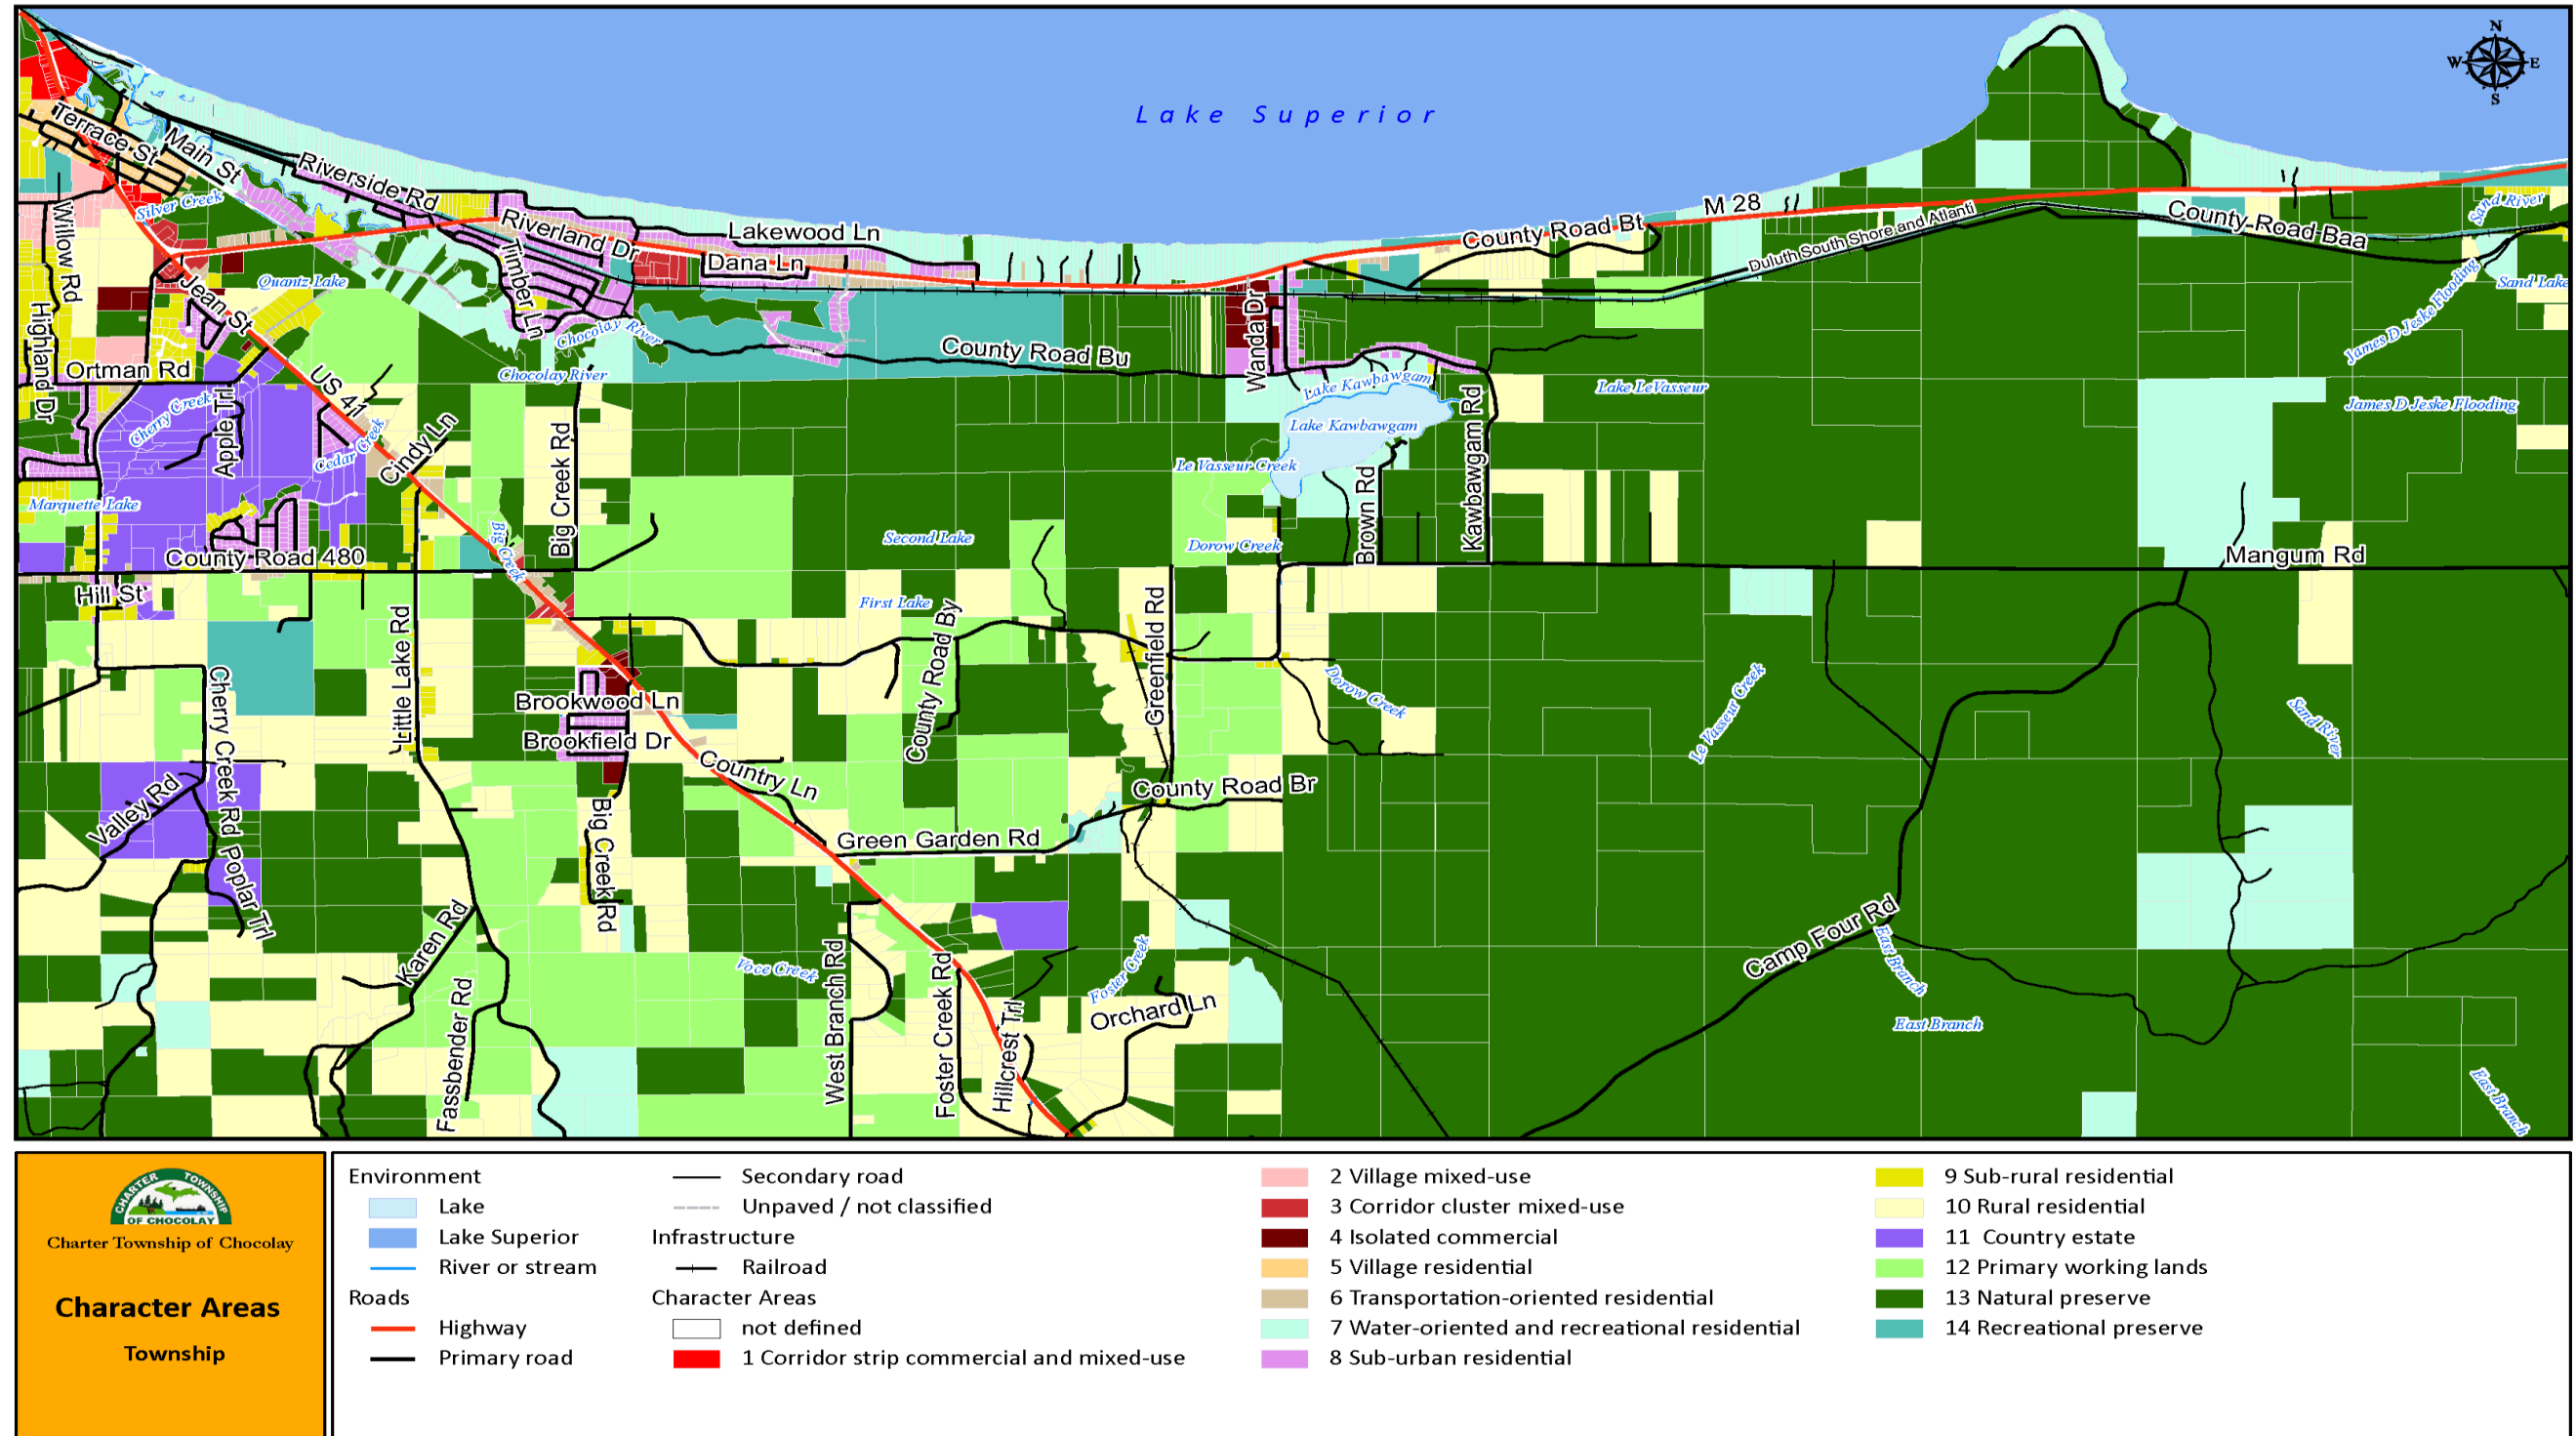 N
W E
S
Lake Superior
Terrace St
Main St
Riverside Rd
Silver Creek
Willow Rd
Riverland Dr
Lakewood Ln
Dana Ln
Timber Ln
County Road Bt
M 28
Duluth South Shore and Atlanti
County Road Baa
Sand River
Sand Lake
James D Jeske Flooding
Quantz Lake
Jean St
Highland Dr
Chocolay River
County Road Bu
Wanda Dr
Ortman Rd
US 41
Chocolay River
Lake Kawbawgam
Lake LeVasseur
James D Jeske Flooding
Cherry Creek
Apple Trl
Cedar Creek
Cindy Ln
Big Creek Rd
Lake Kawbawgam
Kawbawgam Rd
Le Vasseur Creek
Brown Rd
Marquette Lake
Big Creek
Second Lake
Dorow Creek
County Road 480
Mangum Rd
Hill St
First Lake
Little Lake Rd
County Road By
Greenfield Rd
Dorow Creek
Le Vasseur Creek
Sand River
Cherry Creek Rd
Brookwood Ln
Brookfield Dr
Country Ln
County Road Br
Valley Rd
Big Creek Rd
Green Garden Rd
Poplar Trl
Karen Rd
Camp Four Rd
East Branch
Voce Creek
West Branch Rd
Foster Creek Rd
Foster Creek
Fassbender Rd
Hillcrest Trl
Orchard Ln
East Branch
East Branch
CHARTER TOWNSHIP
OF CHOCOLAY
Charter Township of Chocolay
Character Areas
Township
Environment
Lake
Lake Superior
River or stream
Roads
Highway
Primary road
Secondary road
Unpaved / not classified
Infrastructure
Railroad
Character Areas
not defined
1 Corridor strip commercial and mixed-use
2 Village mixed-use
3 Corridor cluster mixed-use
4 Isolated commercial
5 Village residential
6 Transportation-oriented residential
7 Water-oriented and recreational residential
8 Sub-urban residential
9 Sub-rural residential
10 Rural residential
11 Country estate
12 Primary working lands
13 Natural preserve
14 Recreational preserve